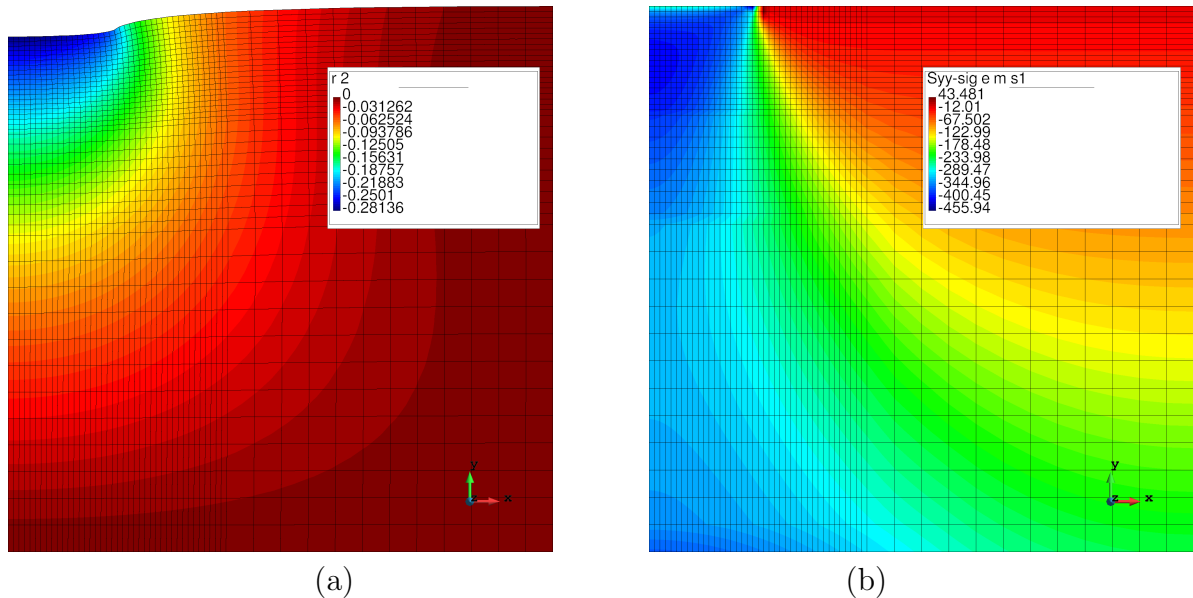 r 2
0
-0.031262
-0.062524
-0.093786
-0.12505
-0.15631
-0.18757
-0.21883
-0.2501
-0.28136
y
z x
(a)
Syy-sig e m s1
43.481
-12.01
-67.502
-122.99
-178.48
-233.98
-289.47
-344.96
-400.45
-455.94
y
z x
(b)